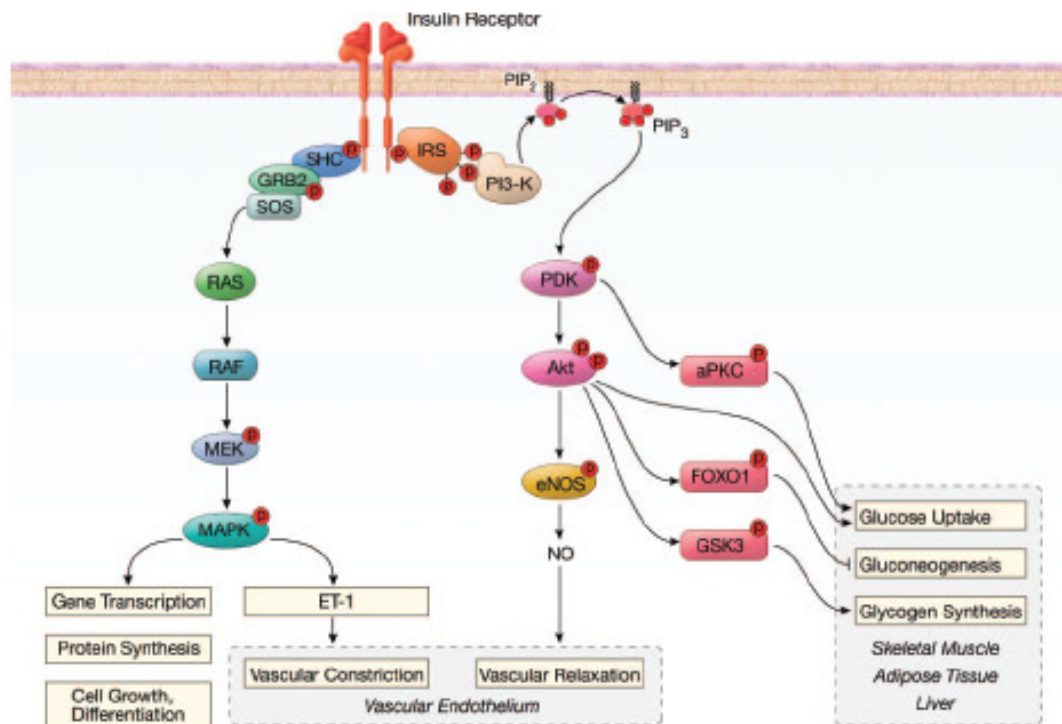 Insulin Receptor
PIP2
PIP3
SHC
P
GRB2
P
SOS
P
IRS
P
P
P
PI3-K
RAS
RAF
MEK
P
MAPK
P
PDK
P
Akt
P
P
aPKC
P
eNOS
P
FOXO1
P
GSK3
P
NO
Gene Transcription
Protein Synthesis
Cell Growth,
Differentiation
ET-1
Vascular Constriction
Vascular Relaxation
Vascular Endothelium
Glucose Uptake
Gluconeogenesis
Glycogen Synthesis
Skeletal Muscle
Adipose Tissue
Liver